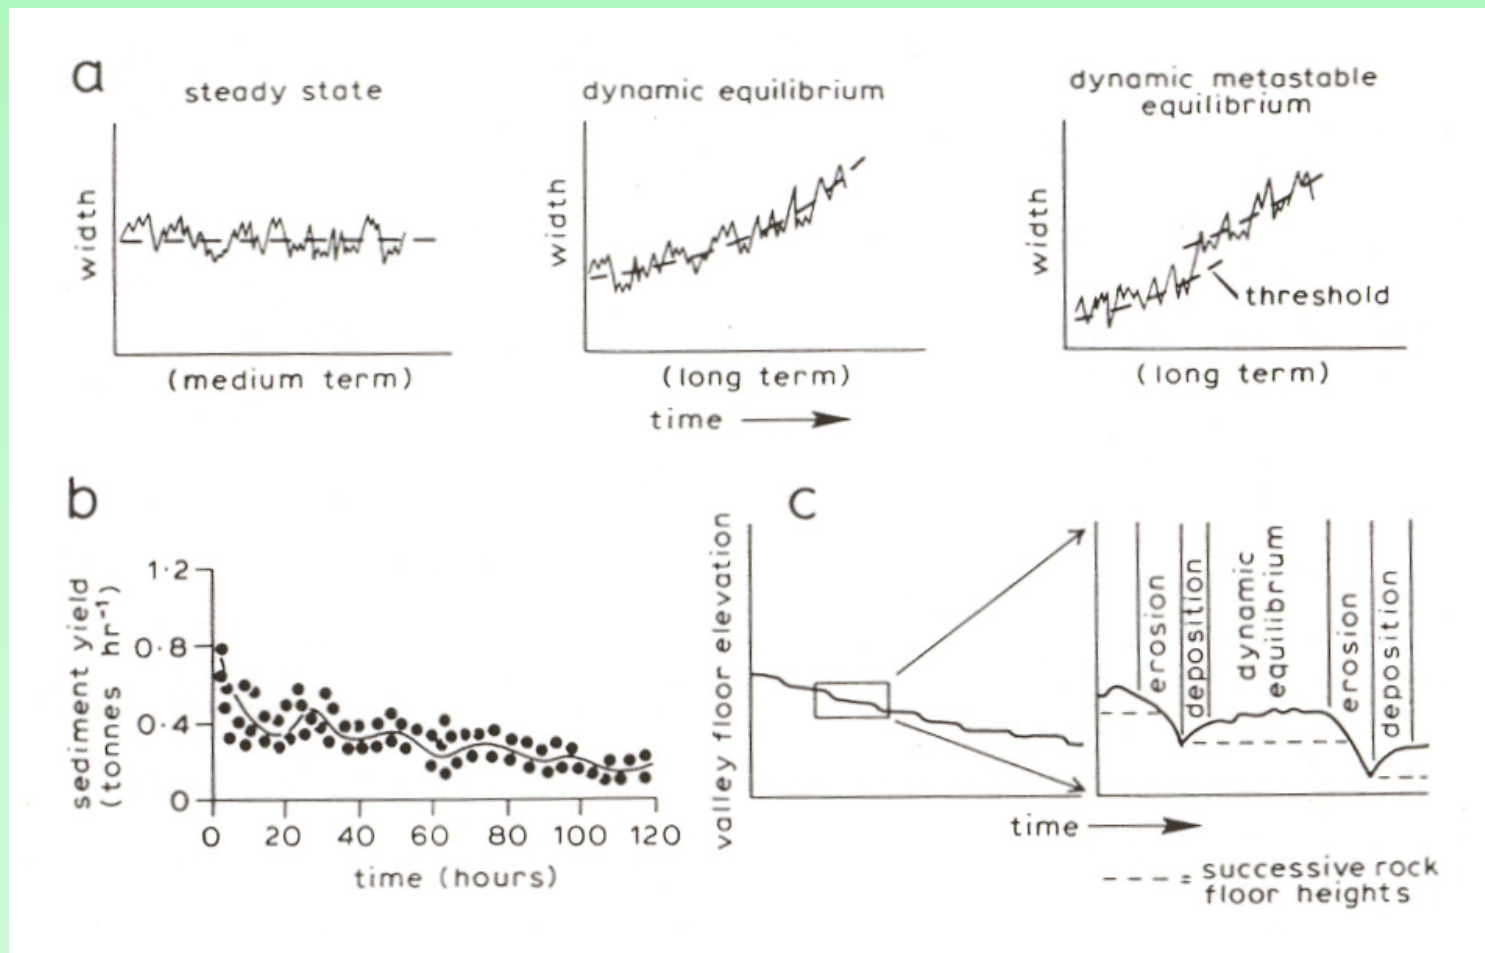 a
steady state
width
(medium term)
dynamic equilibrium
width
(long term)
dynamic metastable
equilibrium
width
threshold
(long term)
time
b
sediment yield
(tonnes hr⁻¹)
1·2
0·8
0·4
0
0 20 40 60 80 100 120
time (hours)
c
valley floor elevation
erosion
deposition
dynamic
equilibrium
erosion
deposition
time
---- = successive rock
floor heights